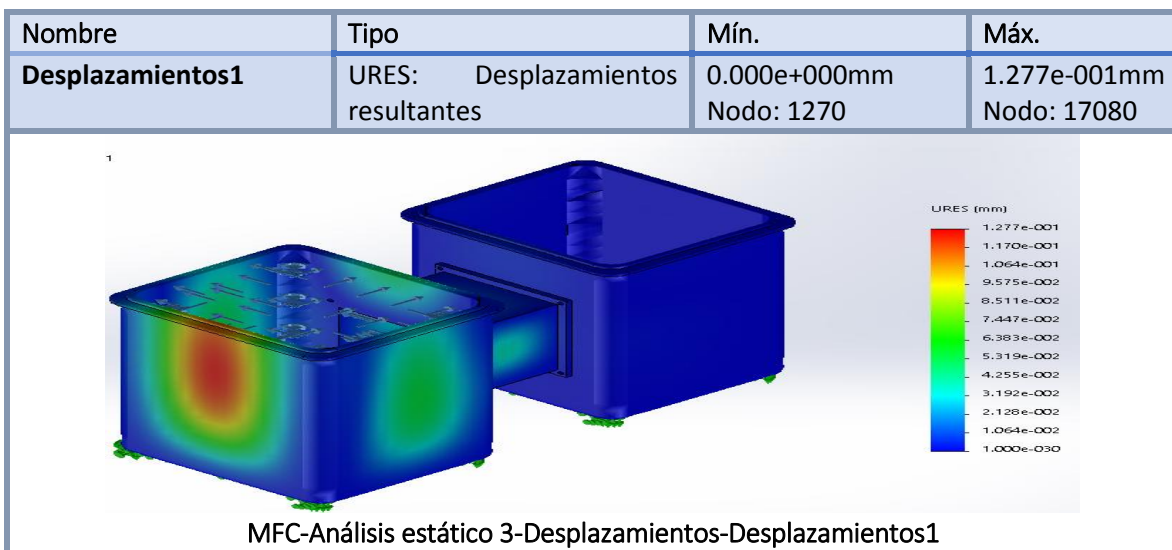 Nombre Tipo Mín. Máx.
Desplazamientos1 URES: Desplazamientos 0.000e+000mm 1.277e-001mm
resultantes Nodo: 1270 Nodo: 17080
1
URES (mm)
1.277e-001
1.170e-001
1.064e-001
9.575e-002
8.511e-002
7.447e-002
6.383e-002
5.319e-002
4.255e-002
3.192e-002
2.128e-002
1.064e-002
1.000e-030
MFC-Análisis estático 3-Desplazamientos-Desplazamientos1